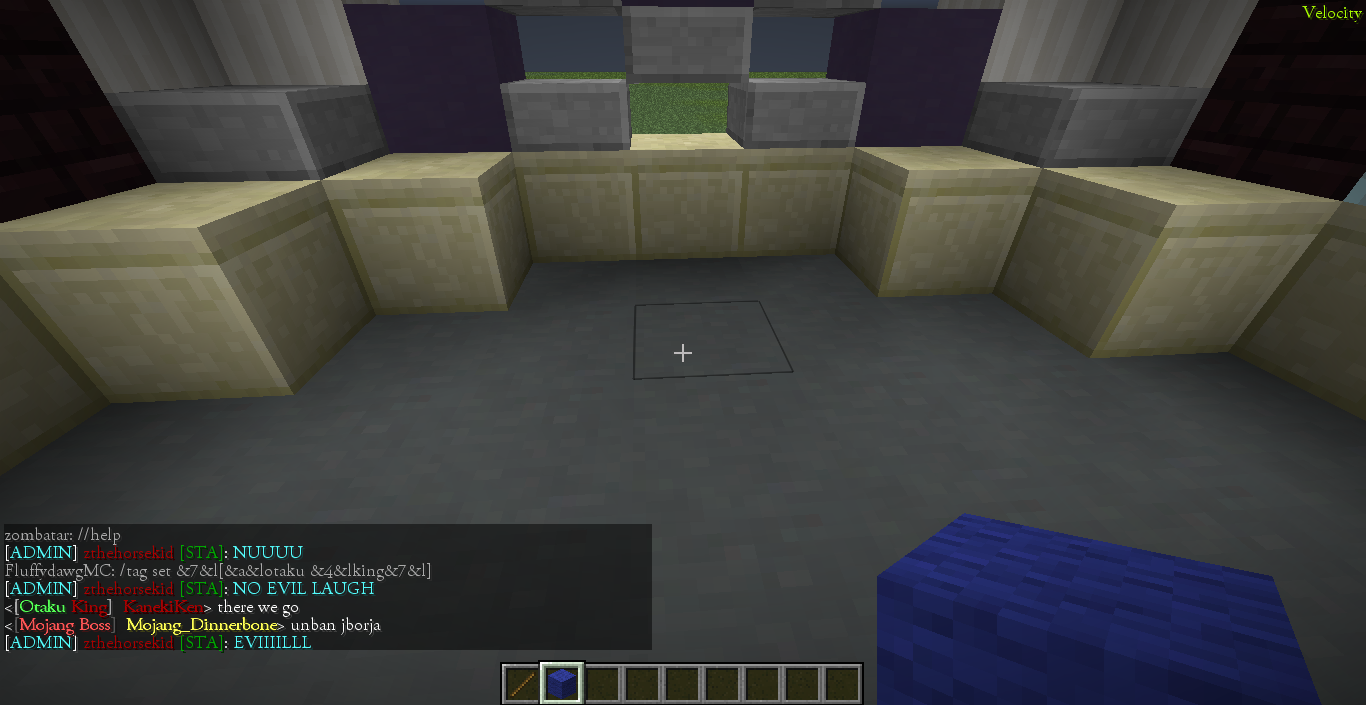 Velocity
zombatar: //help
[ADMIN] zthehorsekid [STA]: NUUUU
FluffydawgMC: /tag set &7&l[&a&lotaku &4&lking&7&l]
[ADMIN] zthehorsekid [STA]: NO EVIL LAUGH
<[Otaku King] KanekiKen> there we go
<[Mojang Boss] Mojang_Dinnerbone> unban jborja
[ADMIN] zthehorsekid [STA]: EVIIIILLL